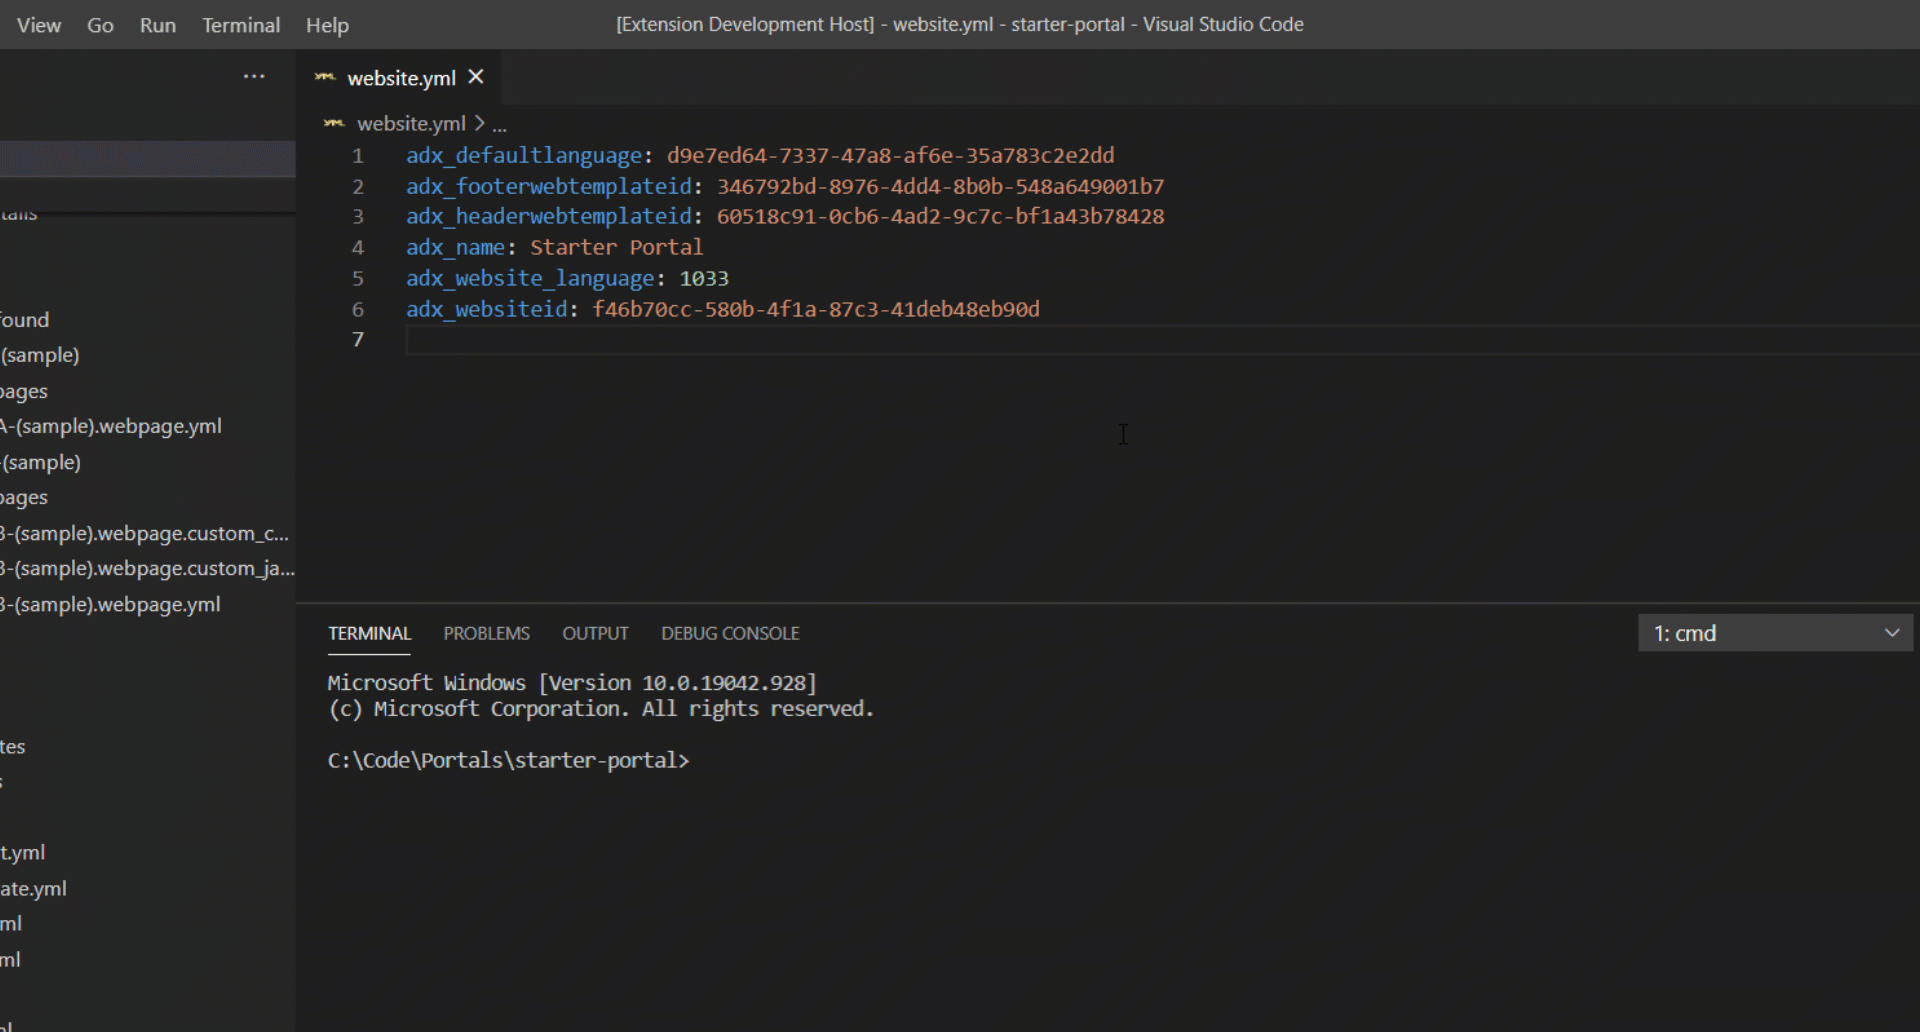 View Go Run Terminal Help [Extension Development Host] - website.yml - starter-portal - Visual Studio Code
...
website.yml
website.yml > ...
1 adx_defaultlanguage: d9e7ed64-7337-47a8-af6e-35a783c2e2dd
2 adx_footerwebtemplateid: 346792bd-8976-4dd4-8b0b-548a649001b7
3 adx_headerwebtemplateid: 60518c91-0cb6-4ad2-9c7c-bf1a43b78428
4 adx_name: Starter Portal
5 adx_website_language: 1033
6 adx_websiteid: f46b70cc-580b-4f1a-87c3-41deb48eb90d
7
tails
ound
(sample)
ages
A-(sample).webpage.yml
-(sample)
ages
3-(sample).webpage.custom_c...
3-(sample).webpage.custom_ja...
3-(sample).webpage.yml
tes
s
t.yml
ate.yml
ml
ml
TERMINAL PROBLEMS OUTPUT DEBUG CONSOLE 1: cmd
Microsoft Windows [Version 10.0.19042.928]
(c) Microsoft Corporation. All rights reserved.
C:\Code\Portals\starter-portal>